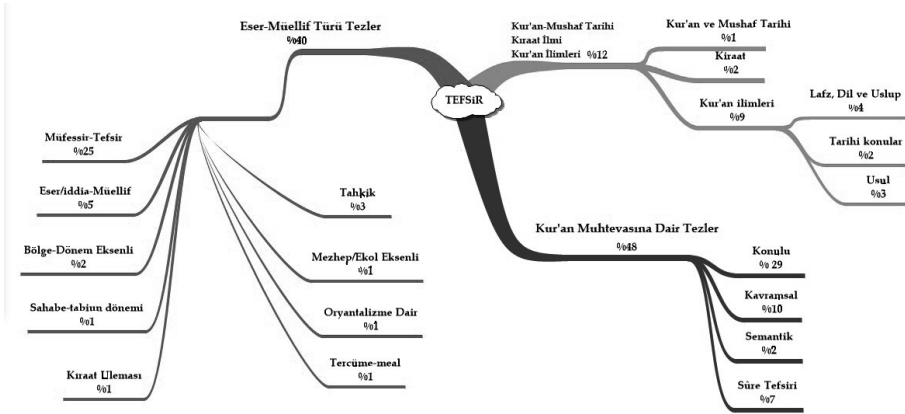 Eser-Müellif Türü Tezler
%40
Müfessir-Tefsir
%25
Eser/iddia-Müellif
%5
Bölge-Dönem Eksenli
%2
Sahabe-tabiun dönemi
%1
Kıraat Uleması
%1
Tahkik
%3
Mezhep/Ekol Eksenli
%1
Oryantalizme Dair
%1
Tercüme-meal
%1
TEFSiR
Kur'an-Mushaf Tarihi
Kıraat İlmi
Kur'an İlimleri %12
Kur'an ve Mushaf Tarihi
%1
Kiraat
%2
Kur'an ilimleri
%9
Lafz, Dil ve Uslup
%4
Tarihi konular
%2
Usul
%3
Kur'an Muhtevasına Dair Tezler
%48
Konulu
% 29
Kavramsal
%10
Semantik
%2
Sûre Tefsiri
%7